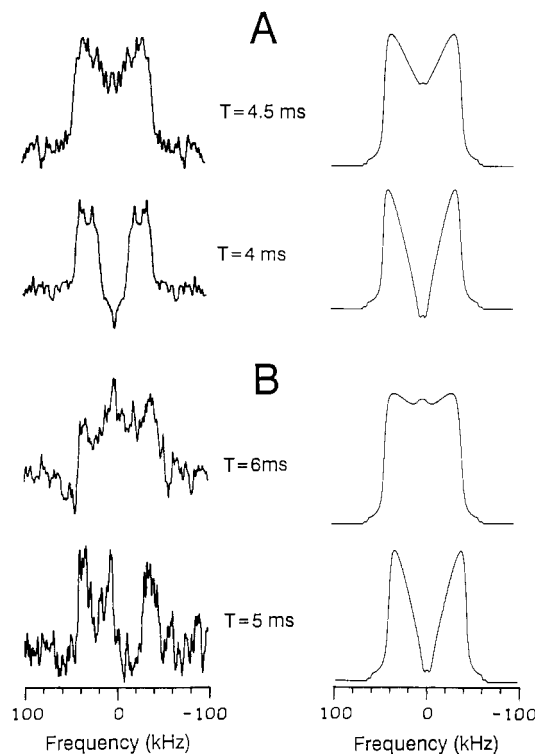 A
T=4.5 ms
T=4 ms
B
T=6ms
T=5 ms
100 0 -100 100 0 -100
Frequency (kHz) Frequency (kHz)